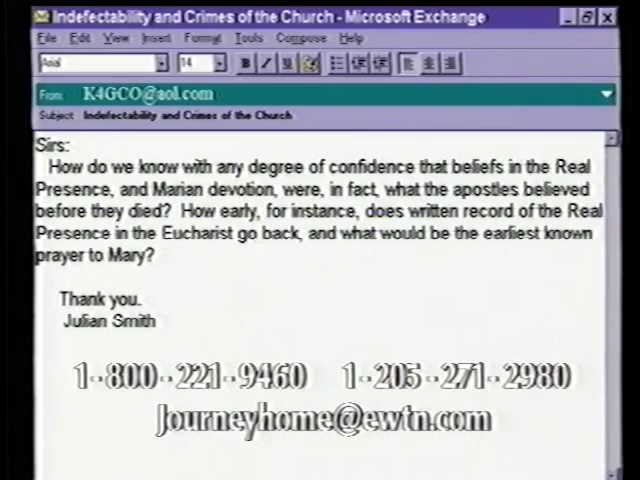 Indefectability and Crimes of the Church - Microsoft Exchange
File Edit View Insert Format Tools Compose Help
Arial 14 B I U
From: K4GCO@aol.com
Subject: Indefectability and Crimes of the Church
Sirs:
How do we know with any degree of confidence that beliefs in the Real
Presence, and Marian devotion, were, in fact, what the apostles believed
before they died? How early, for instance, does written record of the Real
Presence in the Eucharist go back, and what would be the earliest known
prayer to Mary?
Thank you.
Julian Smith
1-800-221-9460 1-205-271-2980
Journeyhome@ewtn.com